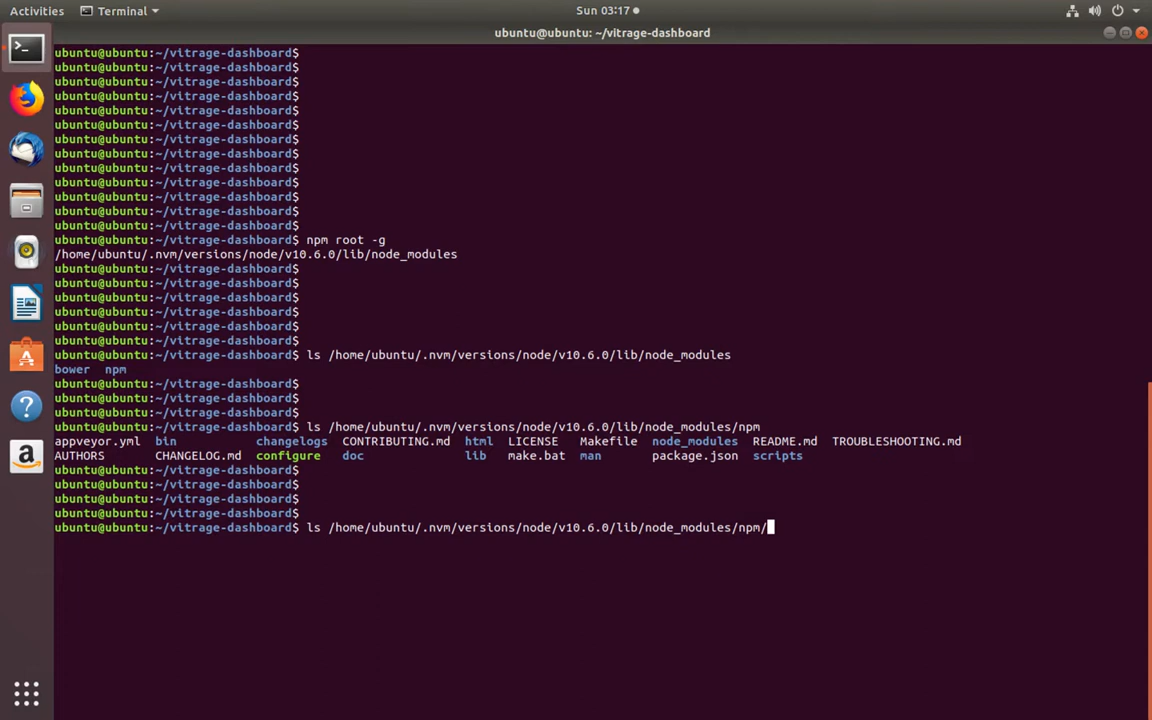 Activities Terminal Sun 03:17
ubuntu@ubuntu: ~/vitrage-dashboard
ubuntu@ubuntu:~/vitrage-dashboard$
ubuntu@ubuntu:~/vitrage-dashboard$
ubuntu@ubuntu:~/vitrage-dashboard$
ubuntu@ubuntu:~/vitrage-dashboard$
ubuntu@ubuntu:~/vitrage-dashboard$
ubuntu@ubuntu:~/vitrage-dashboard$
ubuntu@ubuntu:~/vitrage-dashboard$
ubuntu@ubuntu:~/vitrage-dashboard$
ubuntu@ubuntu:~/vitrage-dashboard$
ubuntu@ubuntu:~/vitrage-dashboard$
ubuntu@ubuntu:~/vitrage-dashboard$
ubuntu@ubuntu:~/vitrage-dashboard$
ubuntu@ubuntu:~/vitrage-dashboard$
ubuntu@ubuntu:~/vitrage-dashboard$ npm root -g
/home/ubuntu/.nvm/versions/node/v10.6.0/lib/node_modules
ubuntu@ubuntu:~/vitrage-dashboard$
ubuntu@ubuntu:~/vitrage-dashboard$
ubuntu@ubuntu:~/vitrage-dashboard$
ubuntu@ubuntu:~/vitrage-dashboard$
ubuntu@ubuntu:~/vitrage-dashboard$
ubuntu@ubuntu:~/vitrage-dashboard$
ubuntu@ubuntu:~/vitrage-dashboard$ ls /home/ubuntu/.nvm/versions/node/v10.6.0/lib/node_modules
bower npm
ubuntu@ubuntu:~/vitrage-dashboard$
ubuntu@ubuntu:~/vitrage-dashboard$
ubuntu@ubuntu:~/vitrage-dashboard$
ubuntu@ubuntu:~/vitrage-dashboard$ ls /home/ubuntu/.nvm/versions/node/v10.6.0/lib/node_modules/npm
appveyor.yml bin changelogs CONTRIBUTING.md html LICENSE Makefile node_modules README.md TROUBLESHOOTING.md
AUTHORS CHANGELOG.md configure doc lib make.bat man package.json scripts
ubuntu@ubuntu:~/vitrage-dashboard$
ubuntu@ubuntu:~/vitrage-dashboard$
ubuntu@ubuntu:~/vitrage-dashboard$
ubuntu@ubuntu:~/vitrage-dashboard$
ubuntu@ubuntu:~/vitrage-dashboard$ ls /home/ubuntu/.nvm/versions/node/v10.6.0/lib/node_modules/npm/